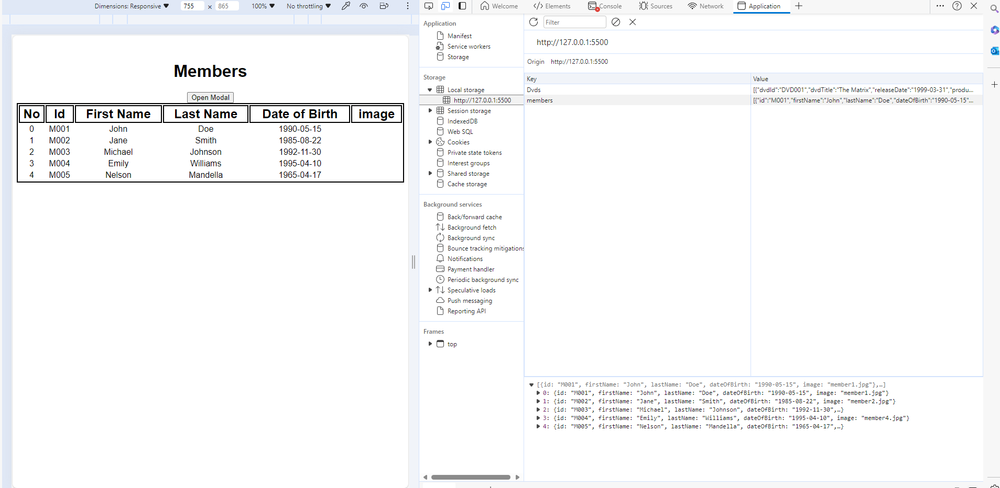 Dimensions: Responsive ▼ 755 × 865 100% ▼ No throttling ▼
Members
Open Modal
No Id First Name Last Name Date of Birth image
0 M001 John Doe 1990-05-15
1 M002 Jane Smith 1985-08-22
2 M003 Michael Johnson 1992-11-30
3 M004 Emily Williams 1995-04-10
4 M005 Nelson Mandella 1965-04-17
Welcome Elements Console Sources Network Application
Application
Manifest
Service workers
Storage
Storage
Local storage
http://127.0.0.1:5500
Session storage
IndexedDB
Web SQL
Cookies
Private state tokens
Interest groups
Shared storage
Cache storage
Background services
Back/forward cache
Background fetch
Background sync
Bounce tracking mitigations
Notifications
Payment handler
Periodic background sync
Speculative loads
Push messaging
Reporting API
Frames
top
Filter
http://127.0.0.1:5500
Origin http://127.0.0.1:5500
Key Value
Dvds [{"dvdId":"DVD001","dvdTitle":"The Matrix","releaseDate":"1999-03-31","produ...
members [{"id":"M001","firstName":"John","lastName":"Doe","dateOfBirth":"1990-05-15"...
[{id: "M001", firstName: "John", lastName: "Doe", dateOfBirth: "1990-05-15", image: "member1.jpg"},…]
0: {id: "M001", firstName: "John", lastName: "Doe", dateOfBirth: "1990-05-15", image: "member1.jpg"}
1: {id: "M002", firstName: "Jane", lastName: "Smith", dateOfBirth: "1985-08-22", image: "member2.jpg"}
2: {id: "M003", firstName: "Michael", lastName: "Johnson", dateOfBirth: "1992-11-30",…}
3: {id: "M004", firstName: "Emily", lastName: "Williams", dateOfBirth: "1995-04-10", image: "member4.jpg"}
4: {id: "M005", firstName: "Nelson", lastName: "Mandella", dateOfBirth: "1965-04-17",…}